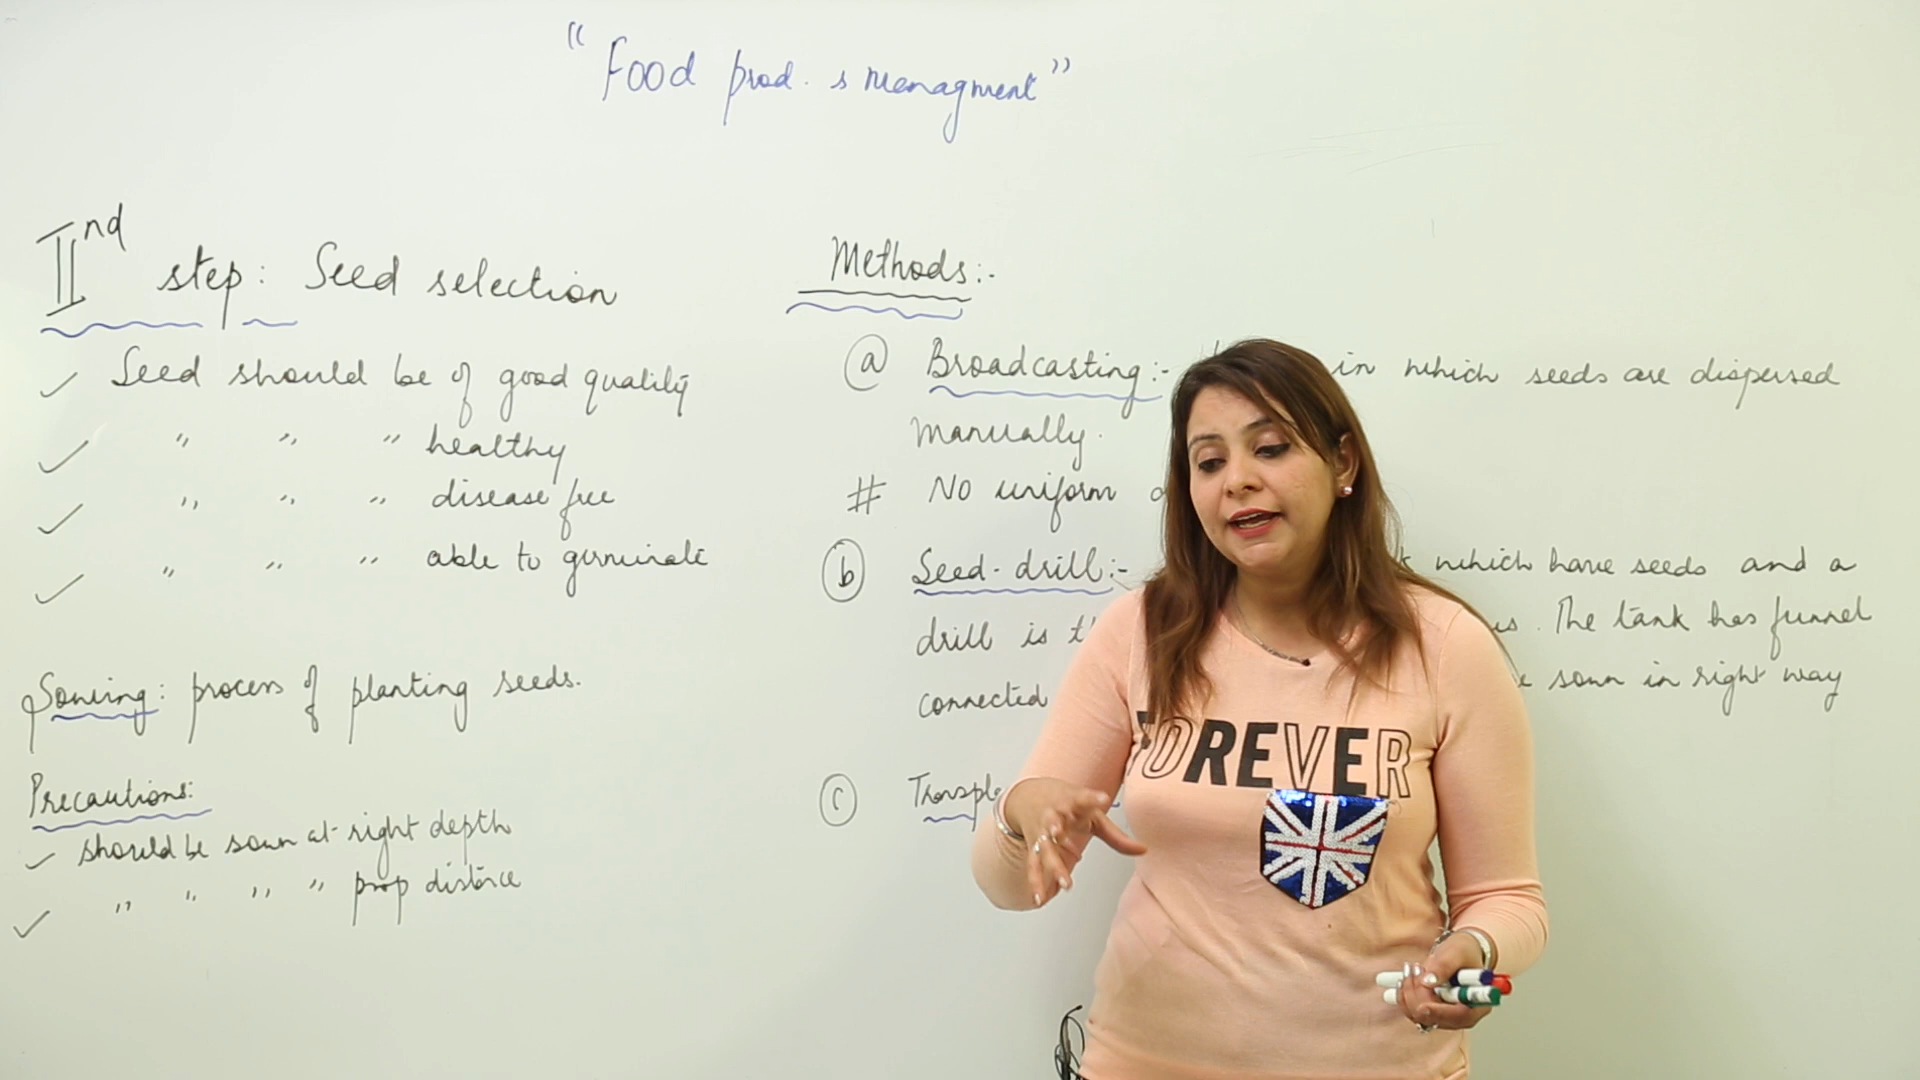 "Food prod. s managment"
IInd step: Seed selection
✓ Seed should be of good quality
✓ " " " healthy
✓ " " " disease free
✓ " " " able to germinate
Sowing: process of planting seeds.
Precautions:
✓ should be sown at right depth
✓ " " " " prop distace
Methods:-
(a) Broadcasting:- in which seeds are dispersed
manually.
# No uniform
(b) Seed-drill:- which have seeds and a
drill is The tank has funnel
connected sown in right way
(c)
FOREVER